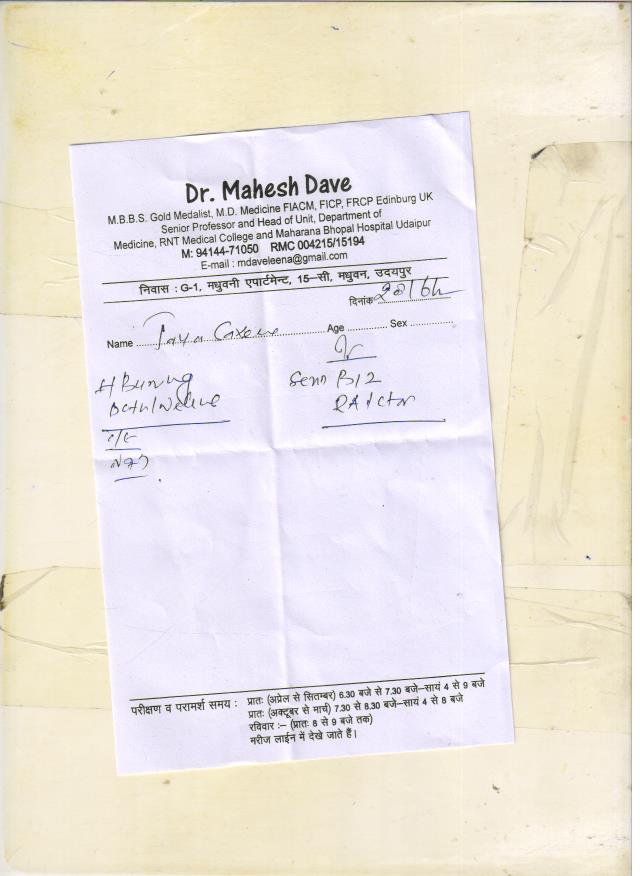 Dr. Mahesh Dave
M.B.B.S. Gold Medalist, M.D. Medicine FIACM, FICP, FRCP Edinburg UK
Senior Professor and Head of Unit, Department of
Medicine, RNT Medical College and Maharana Bhopal Hospital Udaipur
M: 94144-71050 RMC 004215/15194
E-mail : mdaveleena@gmail.com
निवास : G-1, मधुवनी एपार्टमेन्ट, 15–सी, मधुवन, उदयपुर
दिनांक
Name Age Sex
B12
परीक्षण व परामर्श समय : प्रातः (अप्रेल से सितम्बर) 6.30 बजे से 7.30 बजे–सायं 4 से 9 बजे
प्रातः (अक्टूबर से मार्च) 7.30 से 8.30 बजे–सायं 4 से 8 बजे
रविवार :– (प्रातः 8 से 9 बजे तक)
मरीज लाईन में देखे जाते हैं।